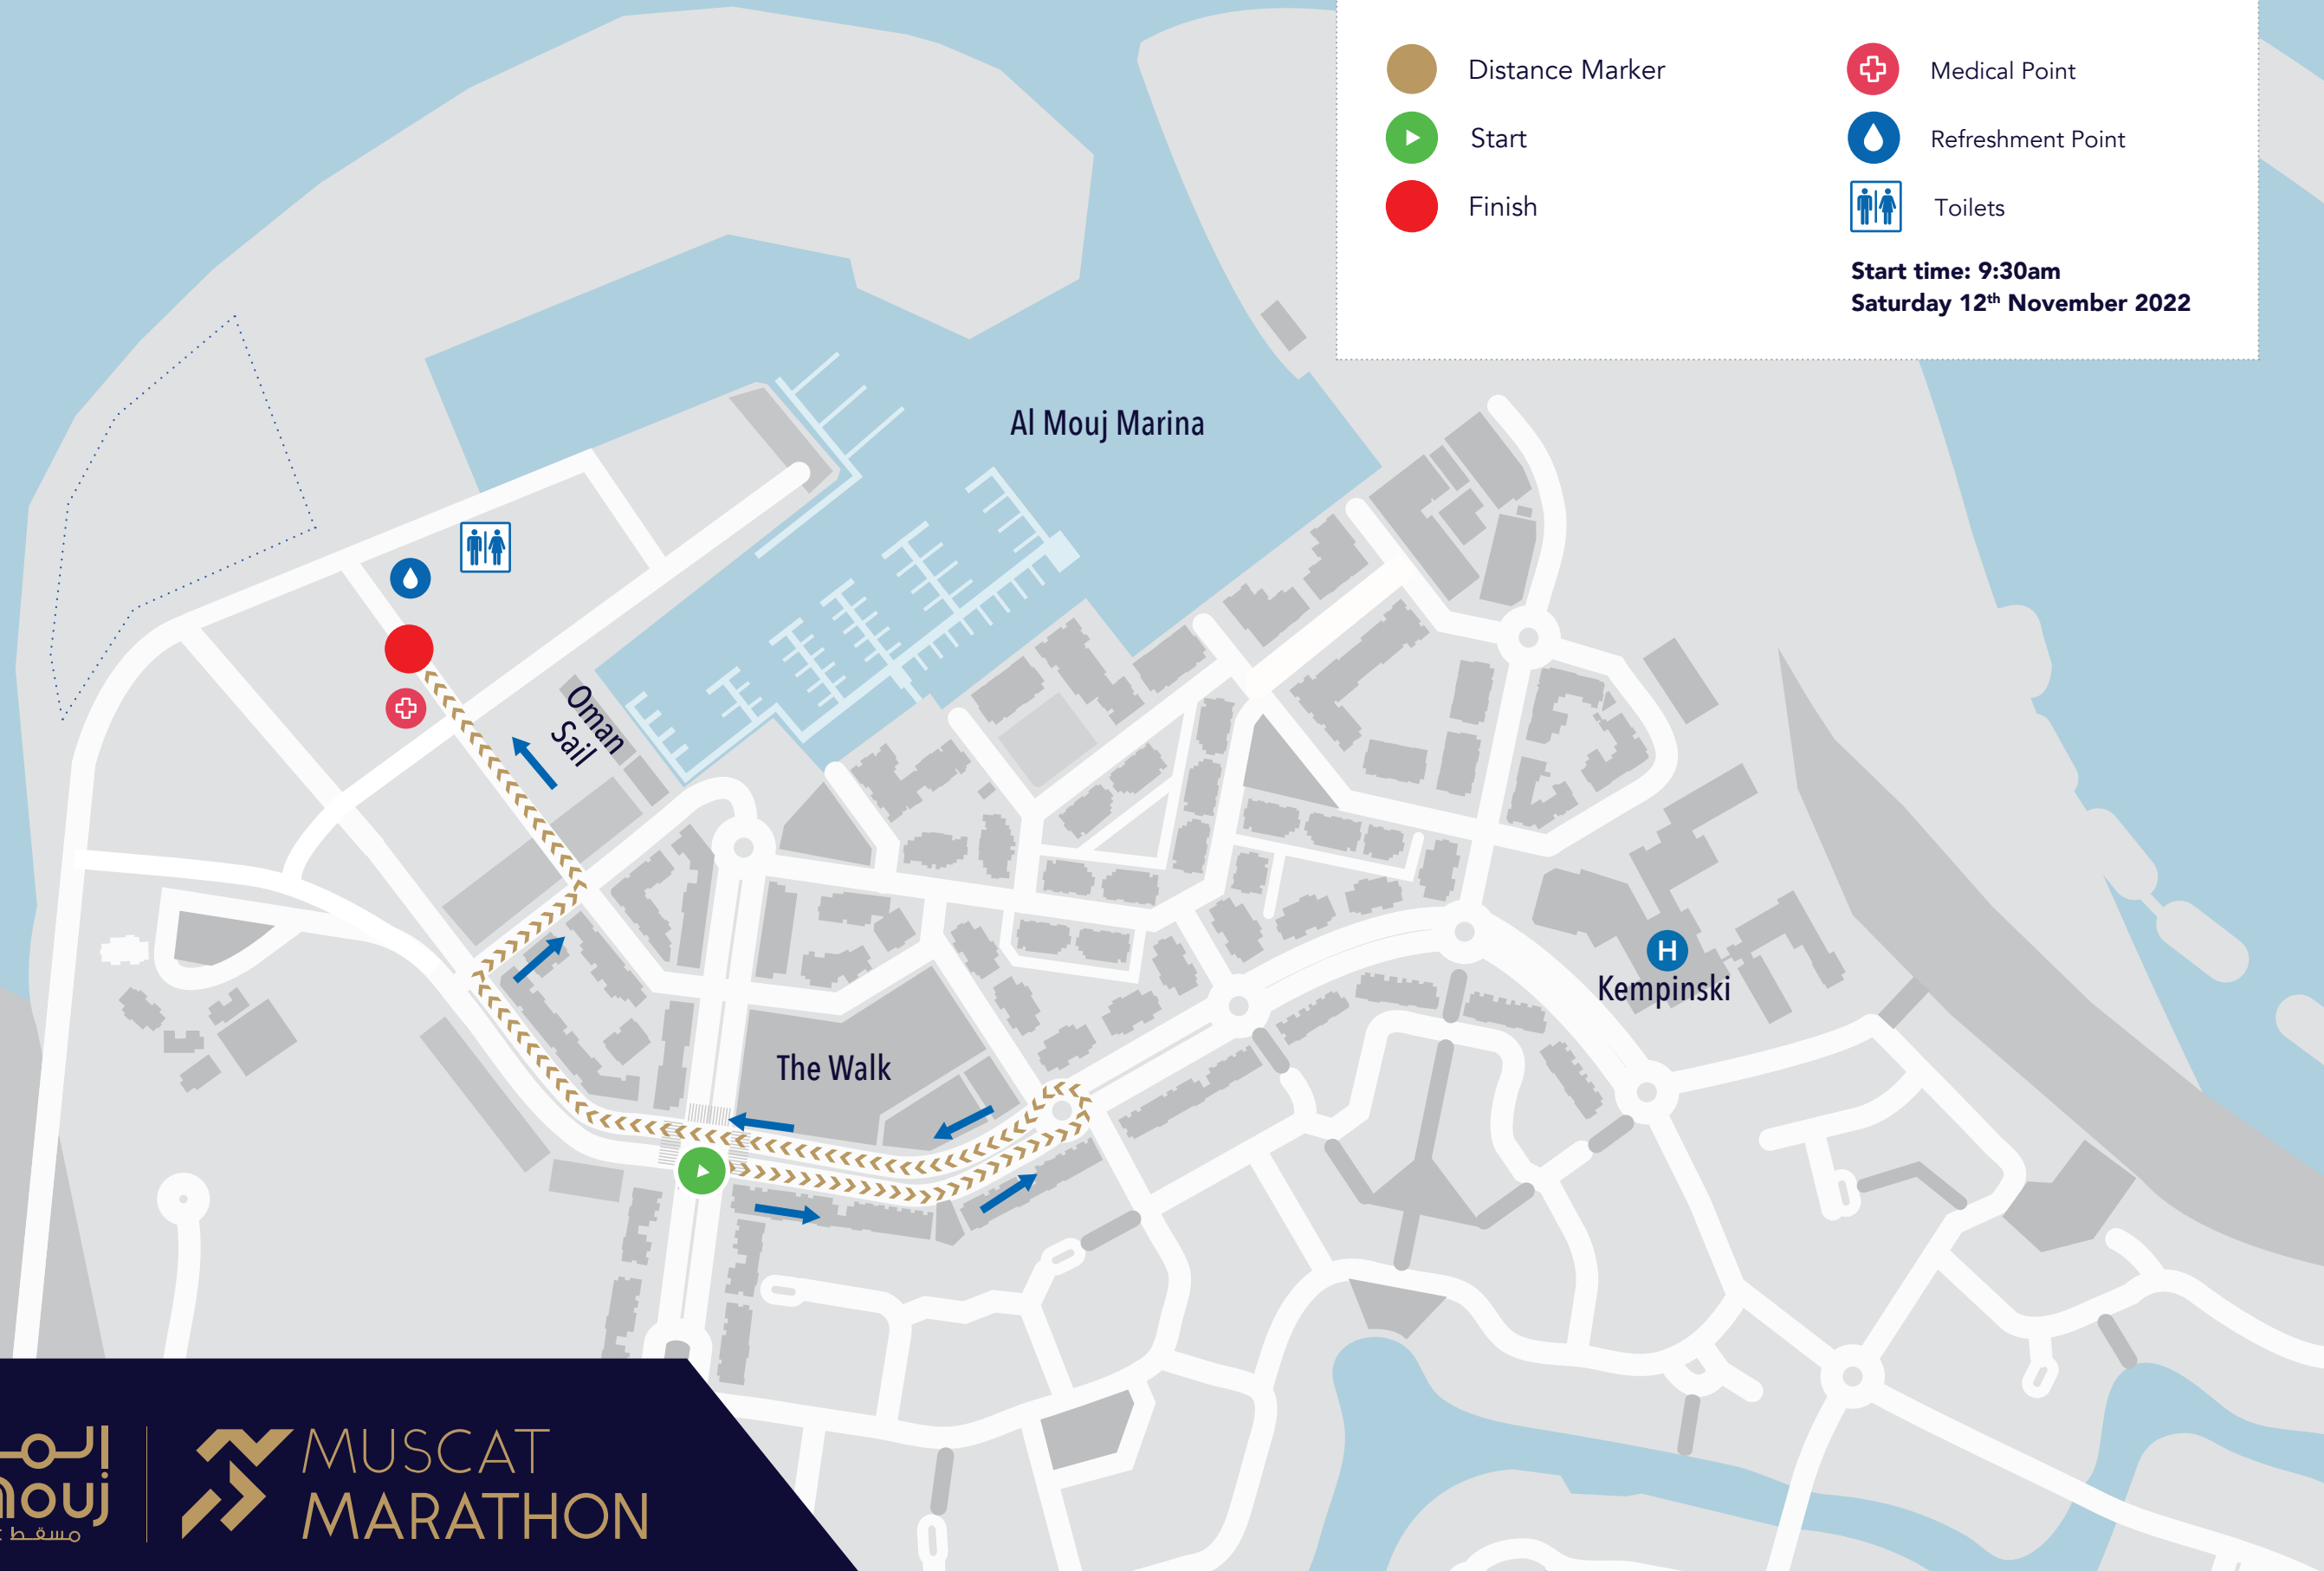 Distance Marker
Start
Finish
Medical Point
Refreshment Point
Toilets
Start time: 9:30am
Saturday 12th November 2022
Al Mouj Marina
Oman
Sail
H
Kempinski
The Walk
مسقط
MUSCAT
MARATHON